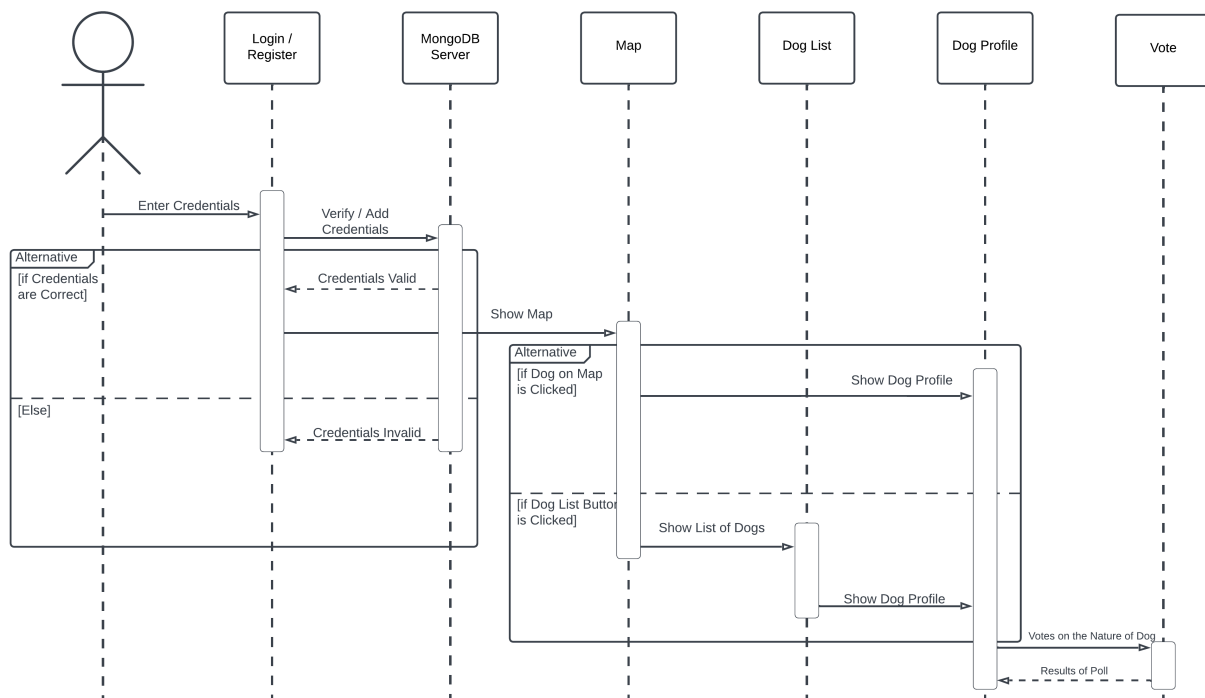 Login /
Register
MongoDB
Server
Map
Dog List
Dog Profile
Vote
Enter Credentials
Verify / Add
Credentials
Alternative
[if Credentials
are Correct]
Credentials Valid
Show Map
Alternative
[if Dog on Map
is Clicked]
Show Dog Profile
[Else]
Credentials Invalid
[if Dog List Button
is Clicked]
Show List of Dogs
Show Dog Profile
Votes on the Nature of Dog
Results of Poll